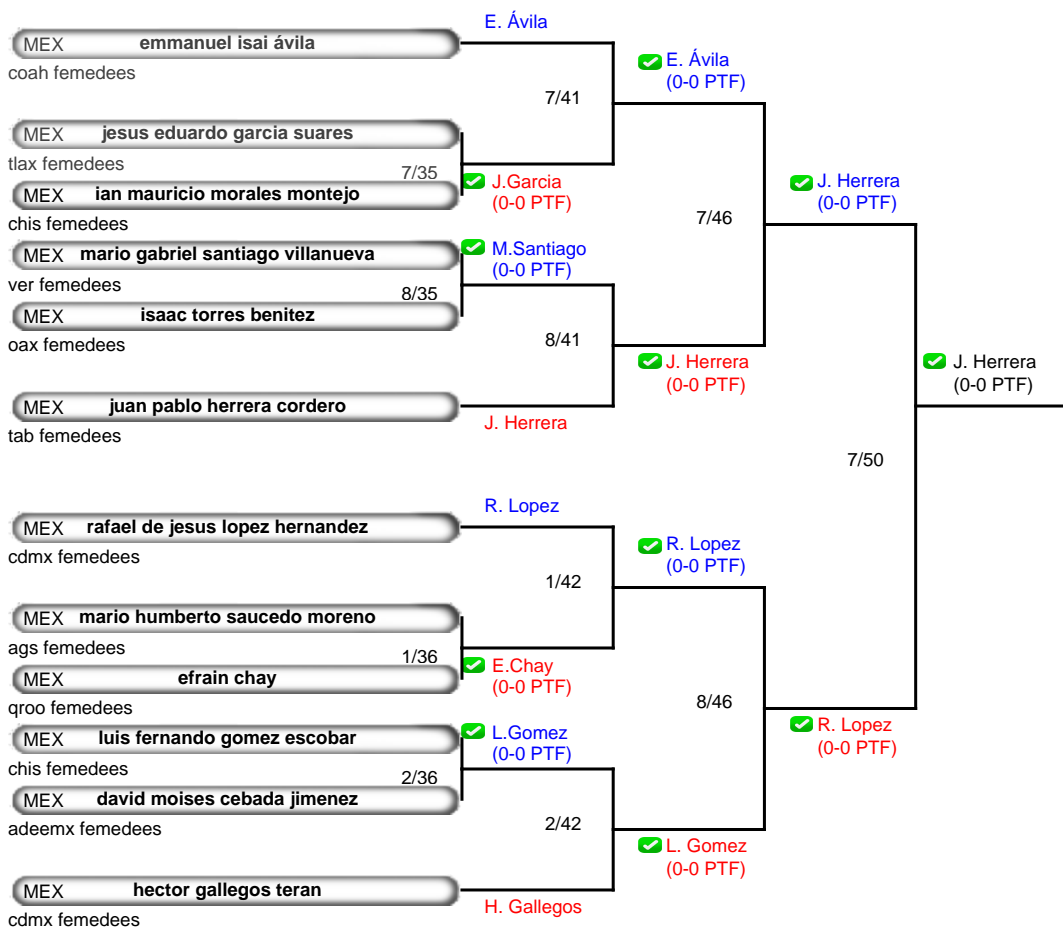 E. Ávila
MEX emmanuel isai ávila
coah femedees
E. Ávila
(0-0 PTF)
7/41
MEX jesus eduardo garcia suares
tlax femedees
7/35
J.Garcia
(0-0 PTF)
MEX ian mauricio morales montejo
chis femedees
J. Herrera
(0-0 PTF)
7/46
MEX mario gabriel santiago villanueva
ver femedees
M.Santiago
(0-0 PTF)
8/35
MEX isaac torres benitez
oax femedees
8/41
J. Herrera
(0-0 PTF)
J. Herrera
(0-0 PTF)
MEX juan pablo herrera cordero
tab femedees
J. Herrera
7/50
R. Lopez
MEX rafael de jesus lopez hernandez
cdmx femedees
R. Lopez
(0-0 PTF)
1/42
MEX mario humberto saucedo moreno
ags femedees
1/36
E.Chay
(0-0 PTF)
MEX efrain chay
qroo femedees
8/46
L.Gomez
(0-0 PTF)
MEX luis fernando gomez escobar
chis femedees
R. Lopez
(0-0 PTF)
2/36
MEX david moises cebada jimenez
adeemx femedees
2/42
L. Gomez
(0-0 PTF)
MEX hector gallegos teran
cdmx femedees
H. Gallegos